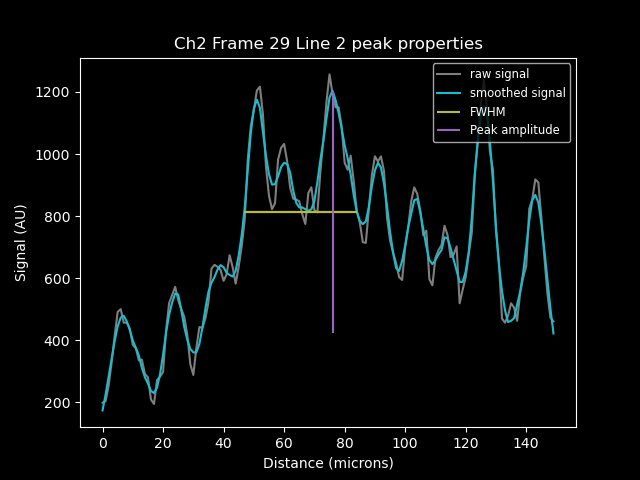 Ch2 Frame 29 Line 2 peak properties
raw signal
smoothed signal
FWHM
Peak amplitude
Signal (AU)
1200
1000
800
600
400
200
0 20 40 60 80 100 120 140
Distance (microns)